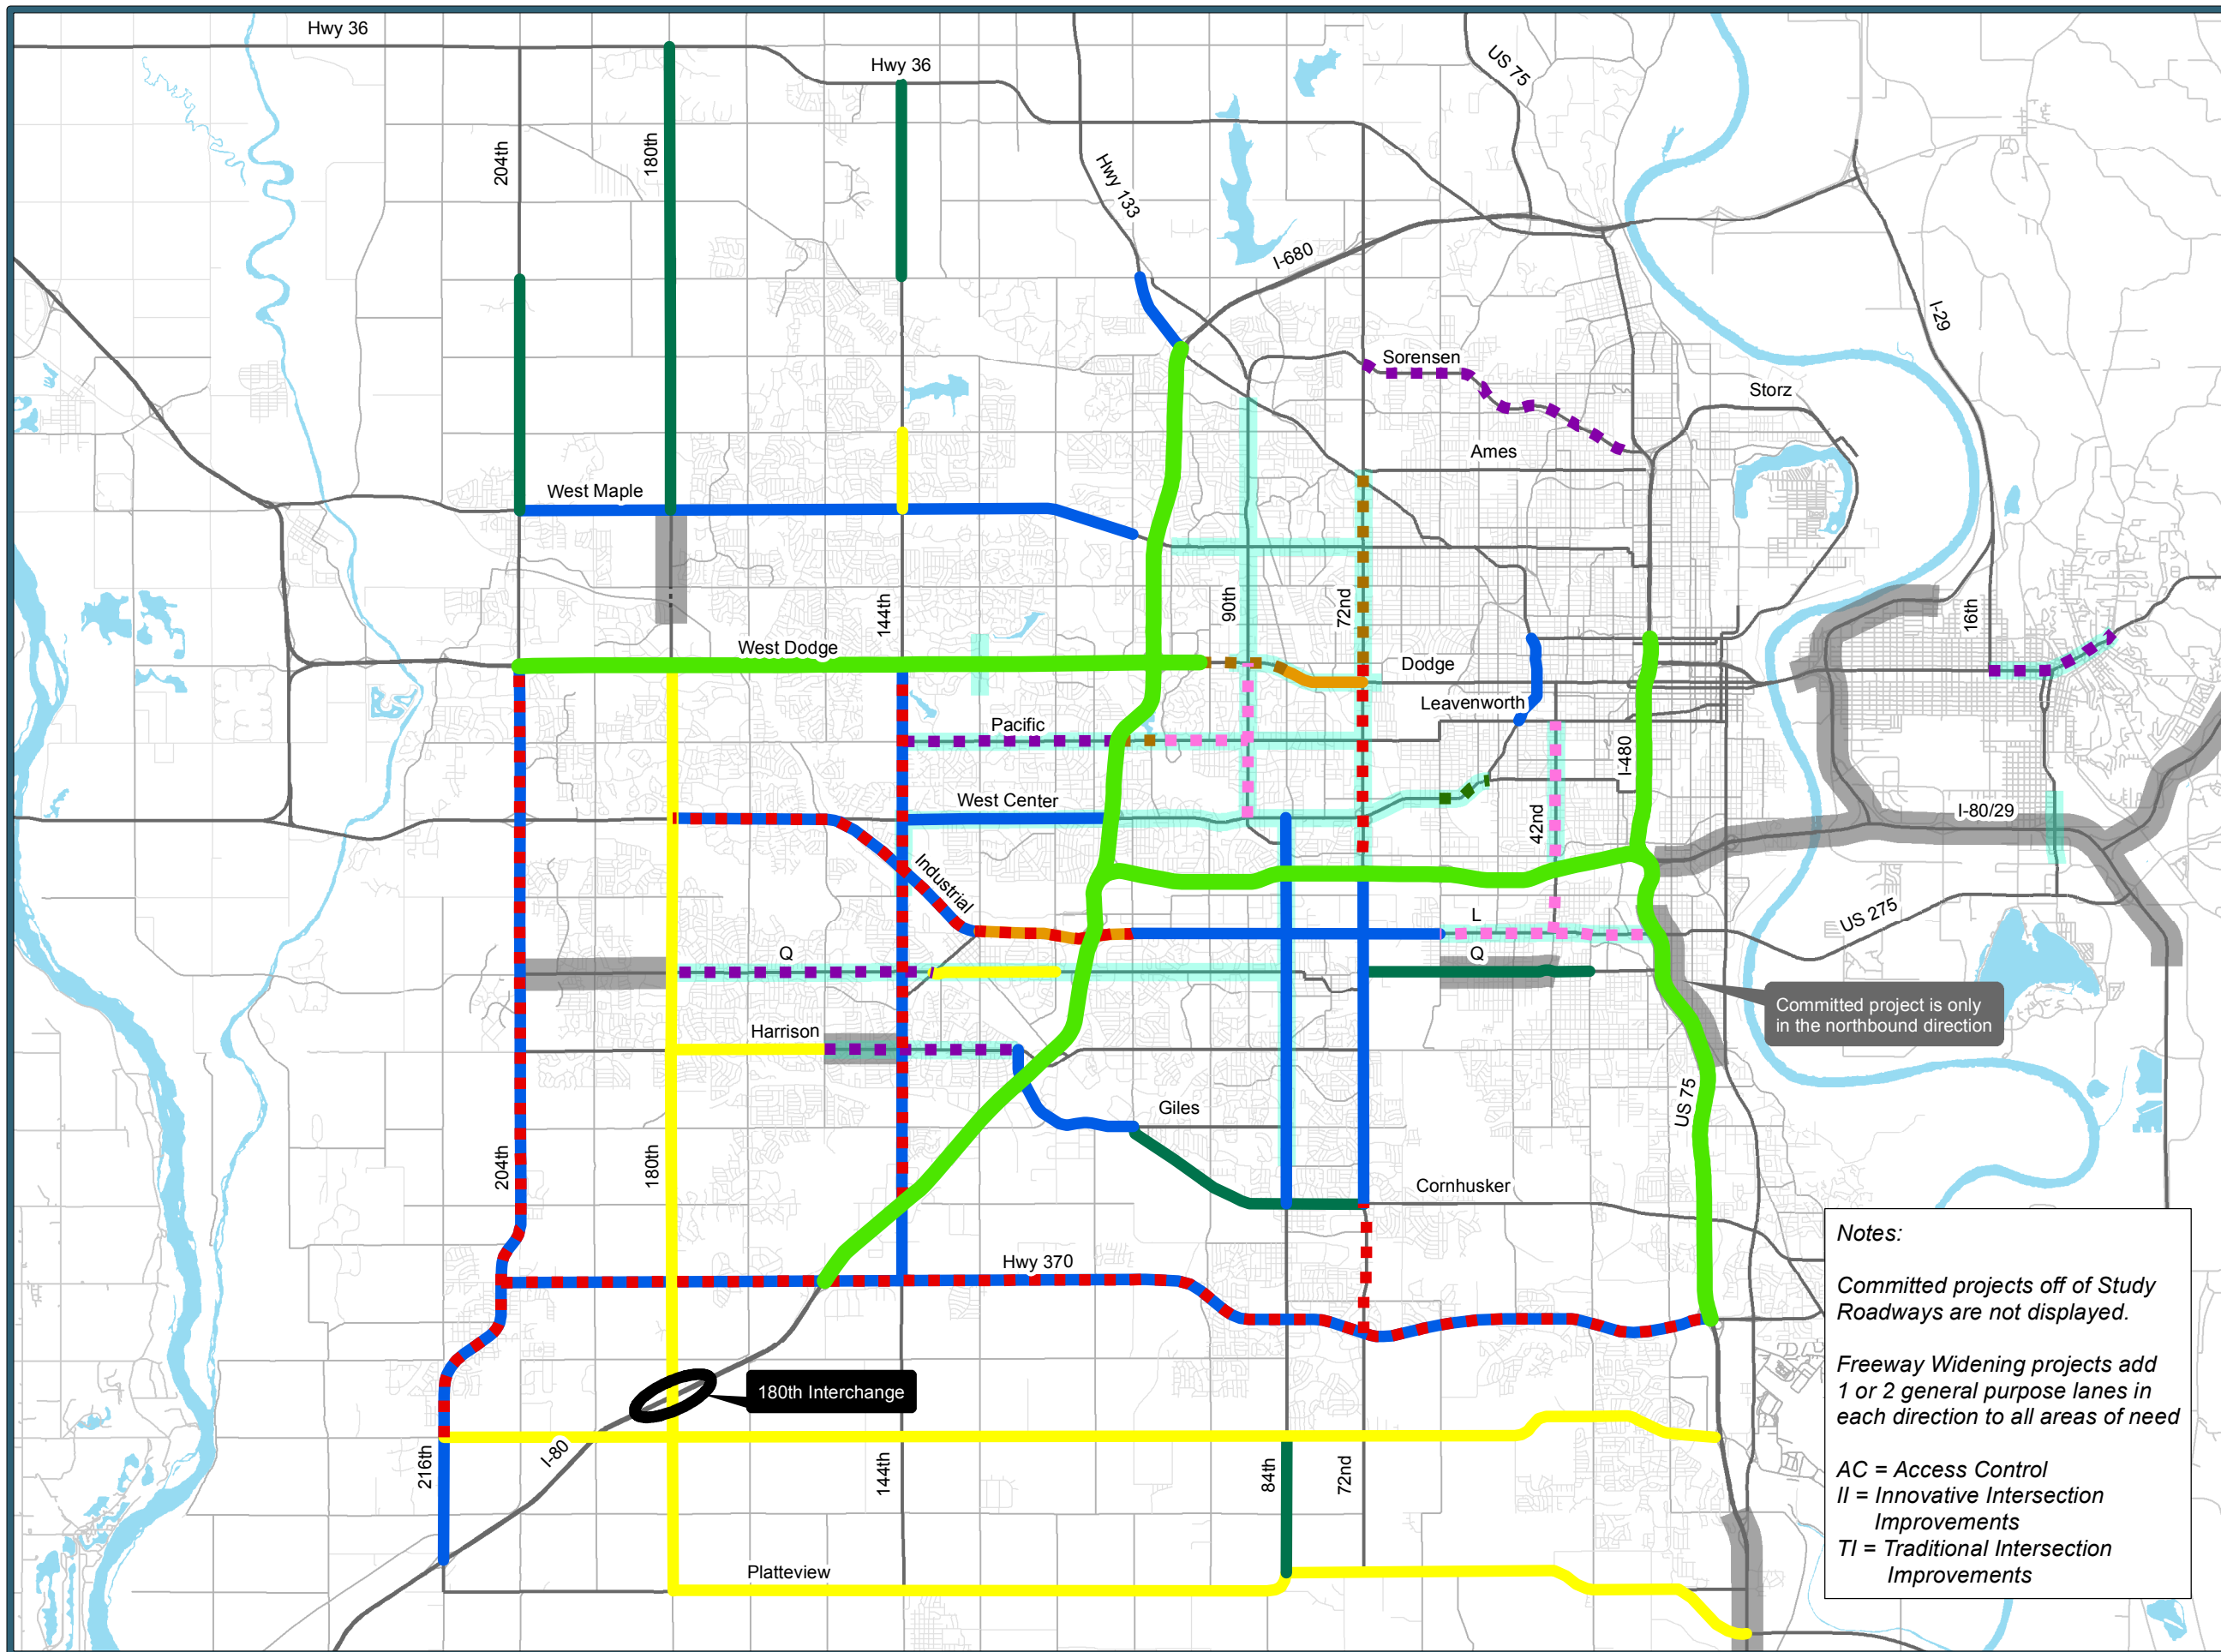 Hwy 36
US 75
Hwy 36
204th
180th
Hwy 133
I-680
I-29
Sorensen
Storz
Ames
West Maple
144th
90th
72nd
16th
West Dodge
Dodge
Leavenworth
Pacific
I-480
West Center
42nd
I-80/29
Industrial
L
US 275
Q
Q
Committed project is only
in the northbound direction
Harrison
Giles
US 75
204th
180th
Cornhusker
Hwy 370
180th Interchange
I-80
216th
144th
84th
72nd
Platteview
Notes:
Committed projects off of Study
Roadways are not displayed.
Freeway Widening projects add
1 or 2 general purpose lanes in
each direction to all areas of need
AC = Access Control
II = Innovative Intersection
Improvements
TI = Traditional Intersection
Improvements